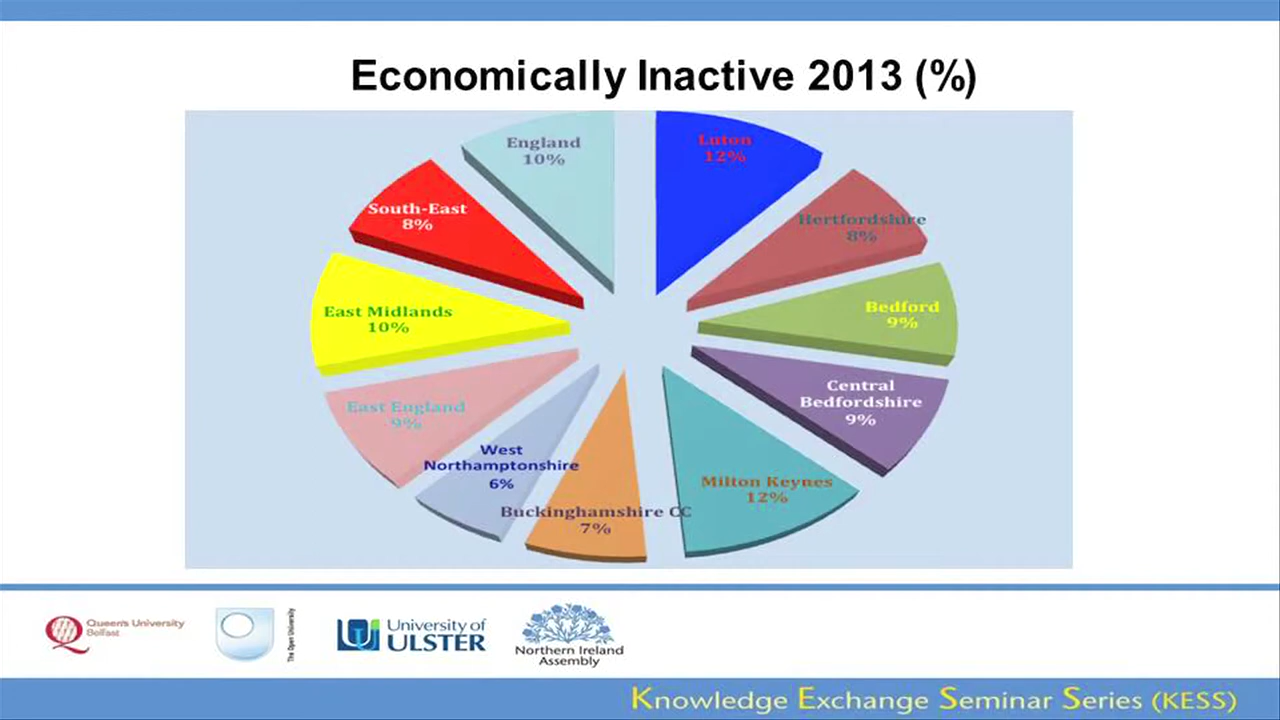 Economically Inactive 2013 (%)
England
10%
Luton
12%
South-East
8%
Hertfordshire
8%
East Midlands
10%
Bedford
9%
East England
9%
Central
Bedfordshire
9%
West
Northamptonshire
6%
Milton Keynes
12%
Buckinghamshire CC
7%
Queen's University
Belfast
The Open University
University of
ULSTER
Northern Ireland
Assembly
Knowledge Exchange Seminar Series (KESS)